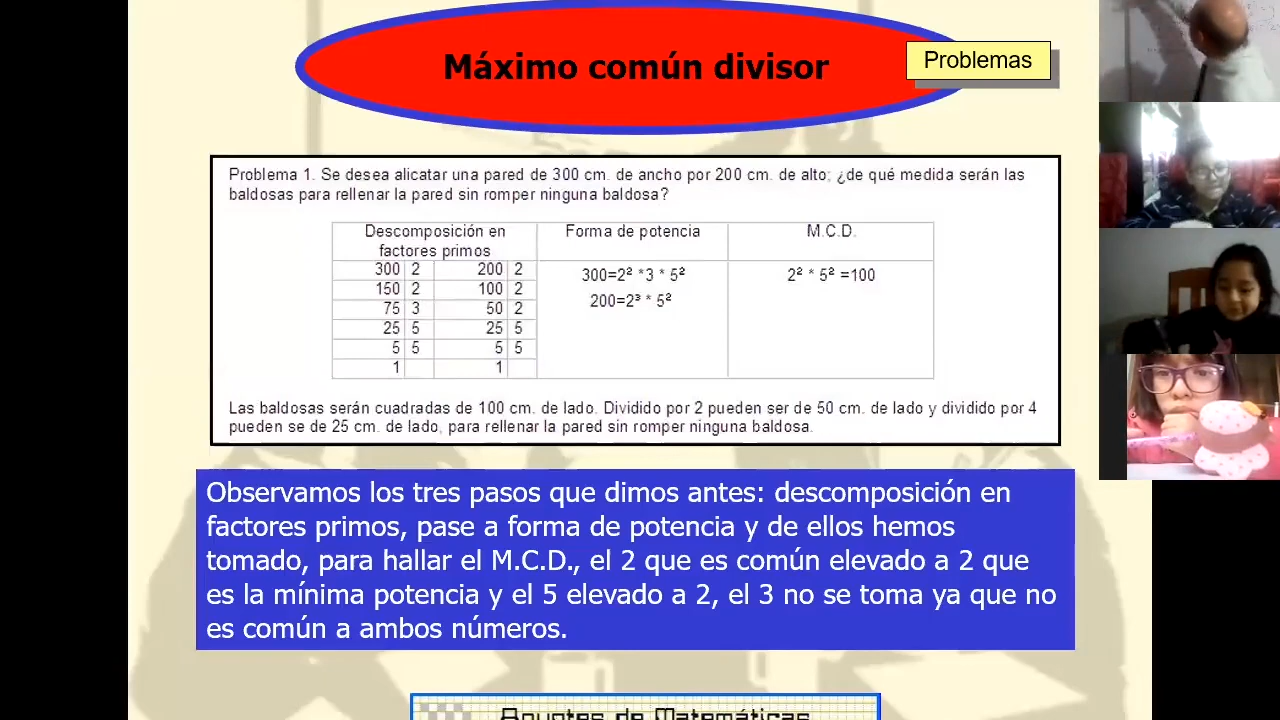 Máximo común divisor
Problemas
Problema 1. Se desea alicatar una pared de 300 cm. de ancho por 200 cm. de alto; ¿de qué medida serán las
baldosas para rellenar la pared sin romper ninguna baldosa?
Descomposición en
factores primos
Forma de potencia
M.C.D.
300 2 200 2
150 2 100 2
75 3 50 2
25 5 25 5
5 5 5 5
1 1
300=2² *3 * 5²
200=2³ * 5²
2² * 5² =100
Las baldosas serán cuadradas de 100 cm. de lado. Dividido por 2 pueden ser de 50 cm. de lado y dividido por 4
pueden se de 25 cm. de lado, para rellenar la pared sin romper ninguna baldosa.
Observamos los tres pasos que dimos antes: descomposición en
factores primos, pase a forma de potencia y de ellos hemos
tomado, para hallar el M.C.D., el 2 que es común elevado a 2 que
es la mínima potencia y el 5 elevado a 2, el 3 no se toma ya que no
es común a ambos números.
Apuntes de Matemáticas